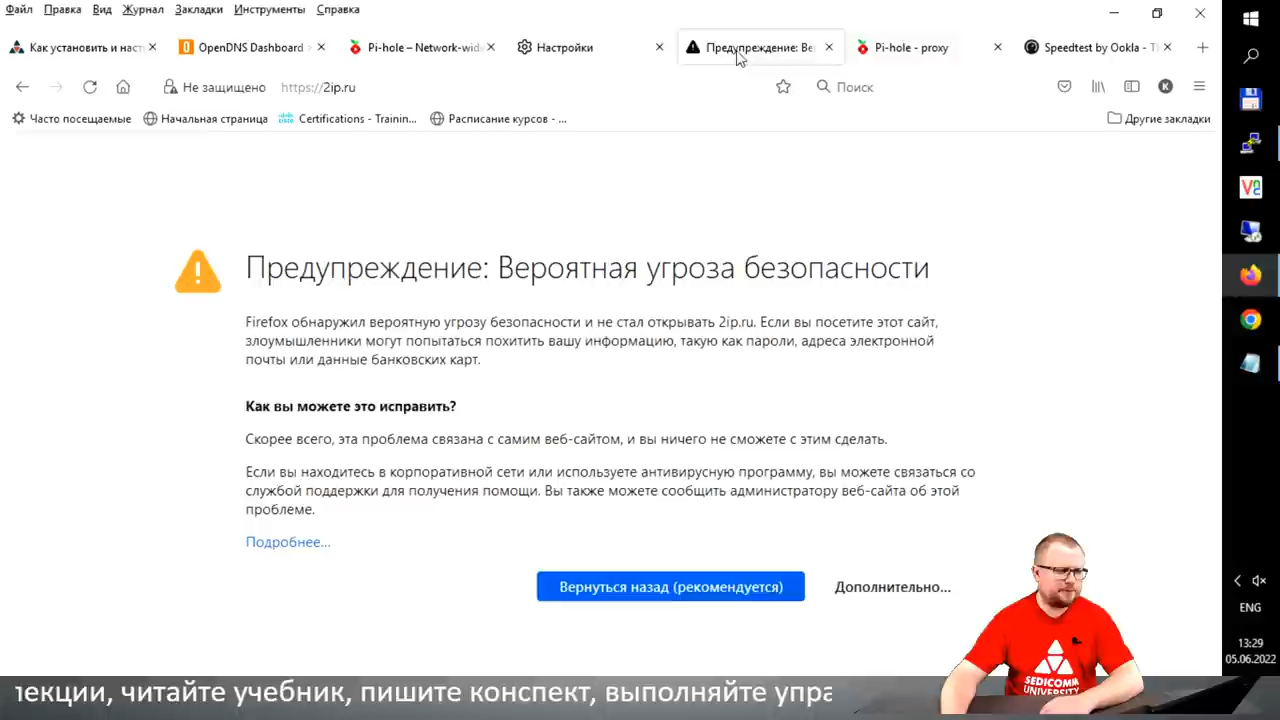 Файл Правка Вид Журнал Закладки Инструменты Справка
Как установить и наст
OpenDNS Dashboard
Pi-hole – Network-wid
Настройки
Предупреждение: Ве
Pi-hole - proxy
Speedtest by Ookla - T
Не защищено https://2ip.ru
Поиск
K
Часто посещаемые
Начальная страница
Certifications - Trainin...
Расписание курсов - ...
Другие закладки
Предупреждение: Вероятная угроза безопасности
Firefox обнаружил вероятную угрозу безопасности и не стал открывать 2ip.ru. Если вы посетите этот сайт,
злоумышленники могут попытаться похитить вашу информацию, такую как пароли, адреса электронной
почты или данные банковских карт.
Как вы можете это исправить?
Скорее всего, эта проблема связана с самим веб-сайтом, и вы ничего не сможете с этим сделать.
Если вы находитесь в корпоративной сети или используете антивирусную программу, вы можете связаться со
службой поддержки для получения помощи. Вы также можете сообщить администратору веб-сайта об этой
проблеме.
Подробнее...
Вернуться назад (рекомендуется)
Дополнительно...
ENG
13:29
05.06.2022
SEDICOMM
UNIVERSITY
лекции, читайте учебник, пишите конспект, выполняйте упра